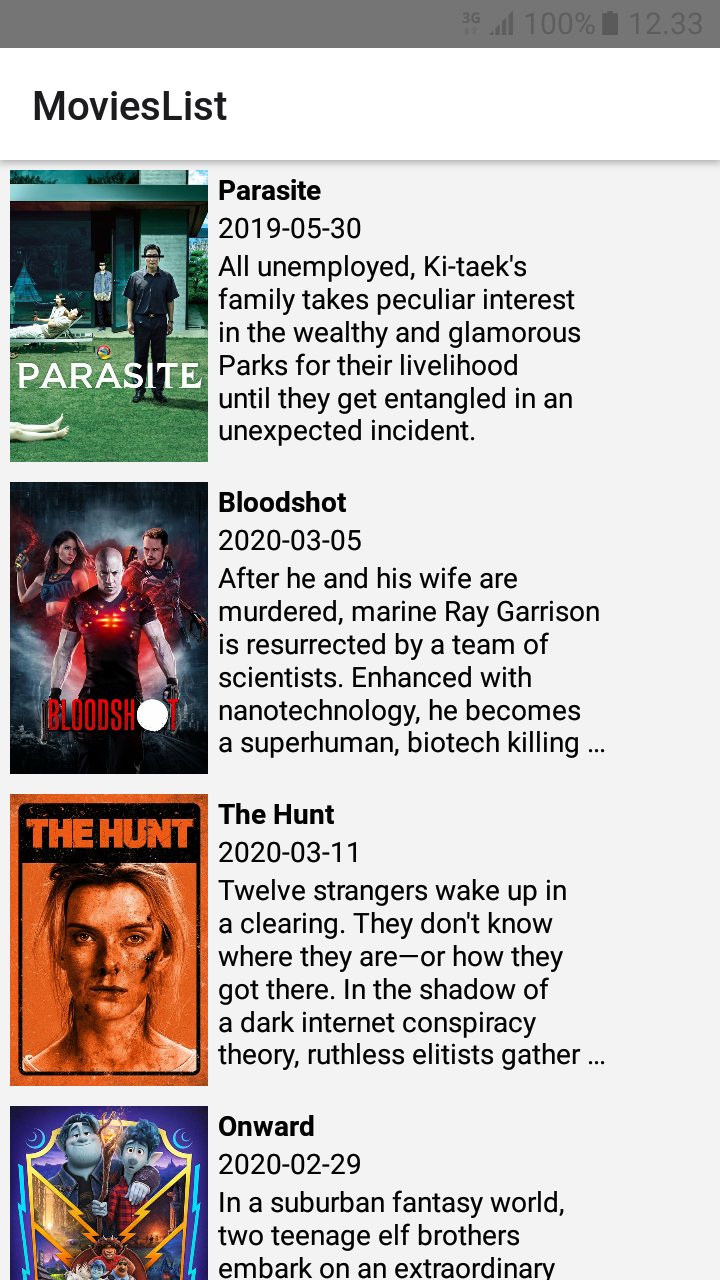 3G 100% 12.33
MoviesList
PARASITE
Parasite
2019-05-30
All unemployed, Ki-taek's
family takes peculiar interest
in the wealthy and glamorous
Parks for their livelihood
until they get entangled in an
unexpected incident.
BLOODSH T
Bloodshot
2020-03-05
After he and his wife are
murdered, marine Ray Garrison
is resurrected by a team of
scientists. Enhanced with
nanotechnology, he becomes
a superhuman, biotech killing …
THE HUNT
The Hunt
2020-03-11
Twelve strangers wake up in
a clearing. They don't know
where they are—or how they
got there. In the shadow of
a dark internet conspiracy
theory, ruthless elitists gather …
Onward
2020-02-29
In a suburban fantasy world,
two teenage elf brothers
embark on an extraordinary